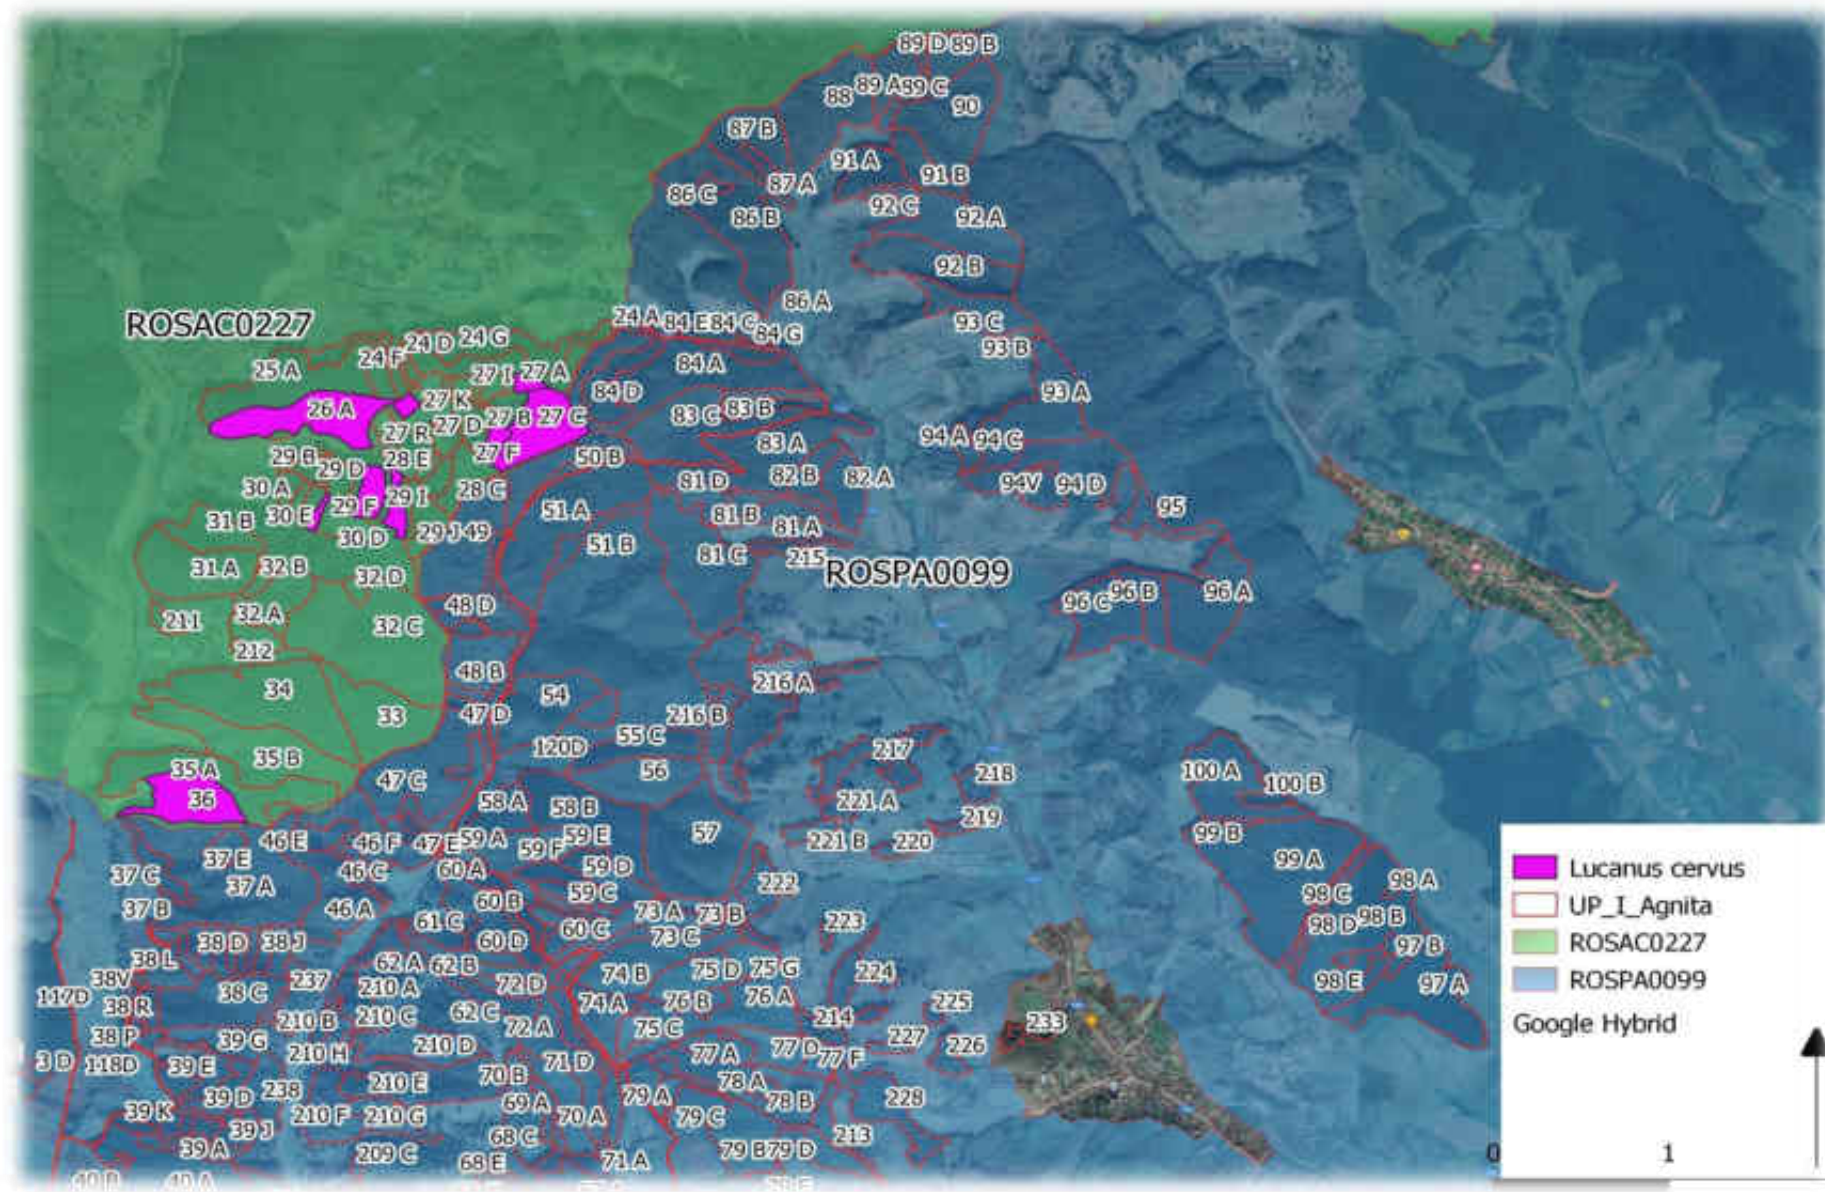 89 D 89 B
89 A 89 C
88
90
87 B
91 A
91 B
87 A
86 C
92 C
86 B
92 A
92 B
86 A
ROSAC0227
24 A 84 E 84 C 84 G
93 C
24 F 24 D 24 G
93 B
25 A
84 A
27 I 27 A
84 D
93 A
26 A
27 K
83 C 83 B
27 B 27 C
27 R 27 D
83 A
94 A 94 C
29 B 29 D 28 E
27 F
50 B
81 D
82 B 82 A
94V 94 D
30 A
29 F 29 I
28 C
95
30 E
31 B
51 A
81 B
81 A
30 D
29 J 49
51 B
81 C
215
ROSPA0099
31 A 32 B
32 D
96 C 96 B 96 A
48 D
211 32 A
32 C
212
48 B
34
54
216 A
33
47 D
216 B
120D
55 C
217
35 B
35 A
47 C
56
218
100 A
100 B
36
58 A
58 B
221 A
219
46 E 46 F 47 E 59 A 59 F 59 E
57
221 B 220
99 B
37 E
99 A
Lucanus cervus
37 C
37 A
46 C
60 A
59 D
222
98 A
59 C
98 C
UP_I_Agnita
37 B
46 A
60 B
73 A 73 B
61 C
60 C
223
98 D 98 B
38 D 38 J
60 D
73 C
97 B
ROSAC0227
38 L
62 A 62 B
74 B
75 D 75 G
224
38V
237
72 D
98 E
97 A
ROSPA0099
117D
38 C
210 A
74 A
76 B
76 A
225
38 R
210 B 210 C
62 C
214
233
Google Hybrid
38 P
39 G
72 A
75 C
227
226
3 D 118D
39 E
210 H
210 D
71 D
77 A
77 D 77 F
70 B
78 A
39 D 238
210 E
79 A
228
39 K
210 F 210 G
69 A
70 A
79 C
78 B
39 J
68 C
213
39 A
209 C
68 E
71 A
79 B 79 D
0 1
40 A